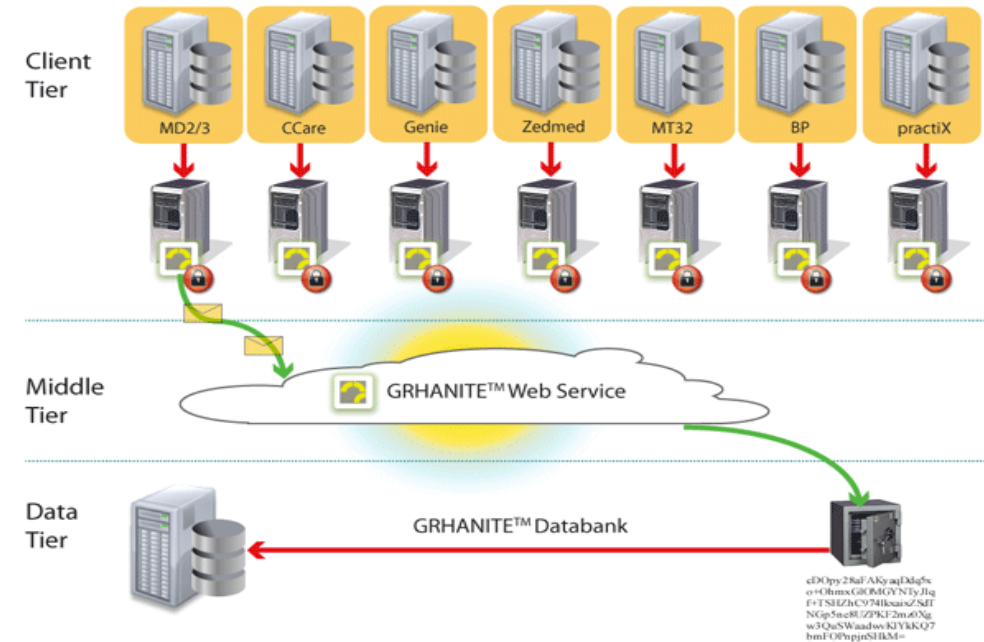 Client
Tier
MD2/3
CCare
Genie
Zedmed
MT32
BP
practiX
Middle
Tier
GRHANITE™ Web Service
Data
Tier
GRHANITE™ Databank